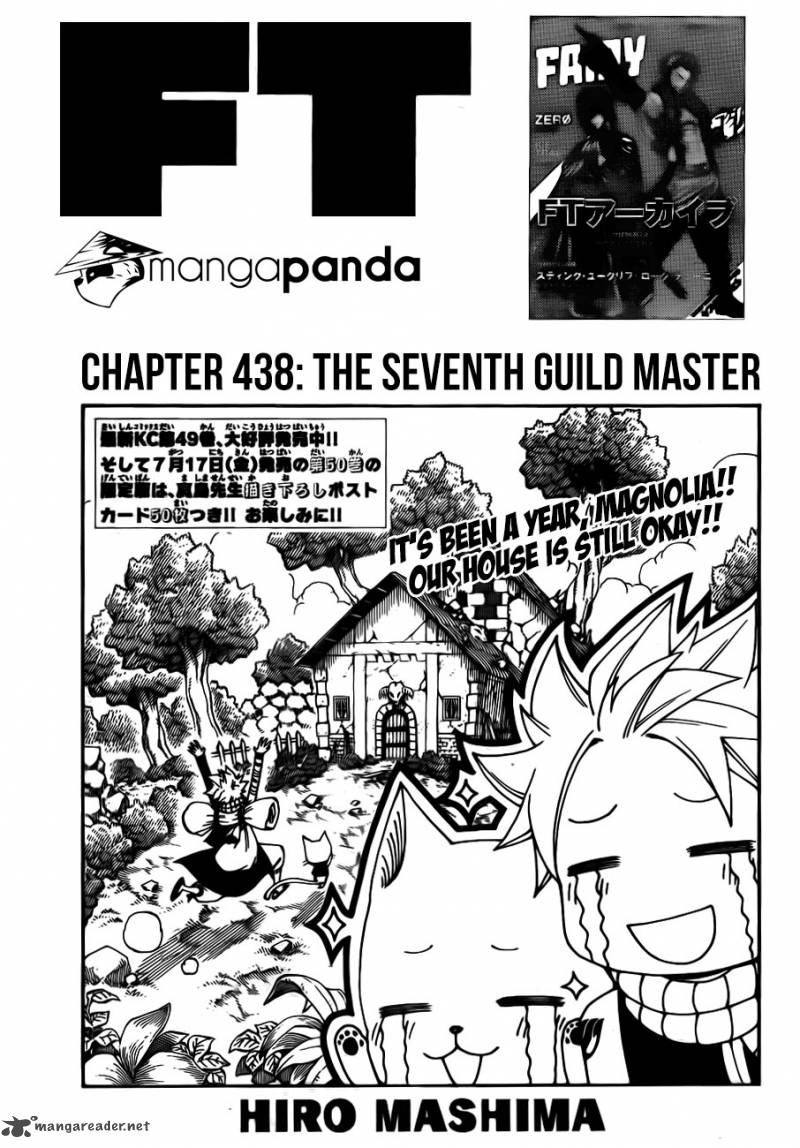 FT
FAIRY
ZERØ
FTアーカイブ
スティング・ユークリフ
mangapanda
CHAPTER 438: THE SEVENTH GUILD MASTER
最新KC第49巻、大好評発売中!!
そして7月17日(金)発売の第50巻の
限定版は、真島先生描き下ろしポスト
カード50枚つき!! お楽しみに!!
IT'S BEEN A YEAR, MAGNOLIA!!
OUR HOUSE IS STILL OKAY!!
HIRO MASHIMA
mangareader.net